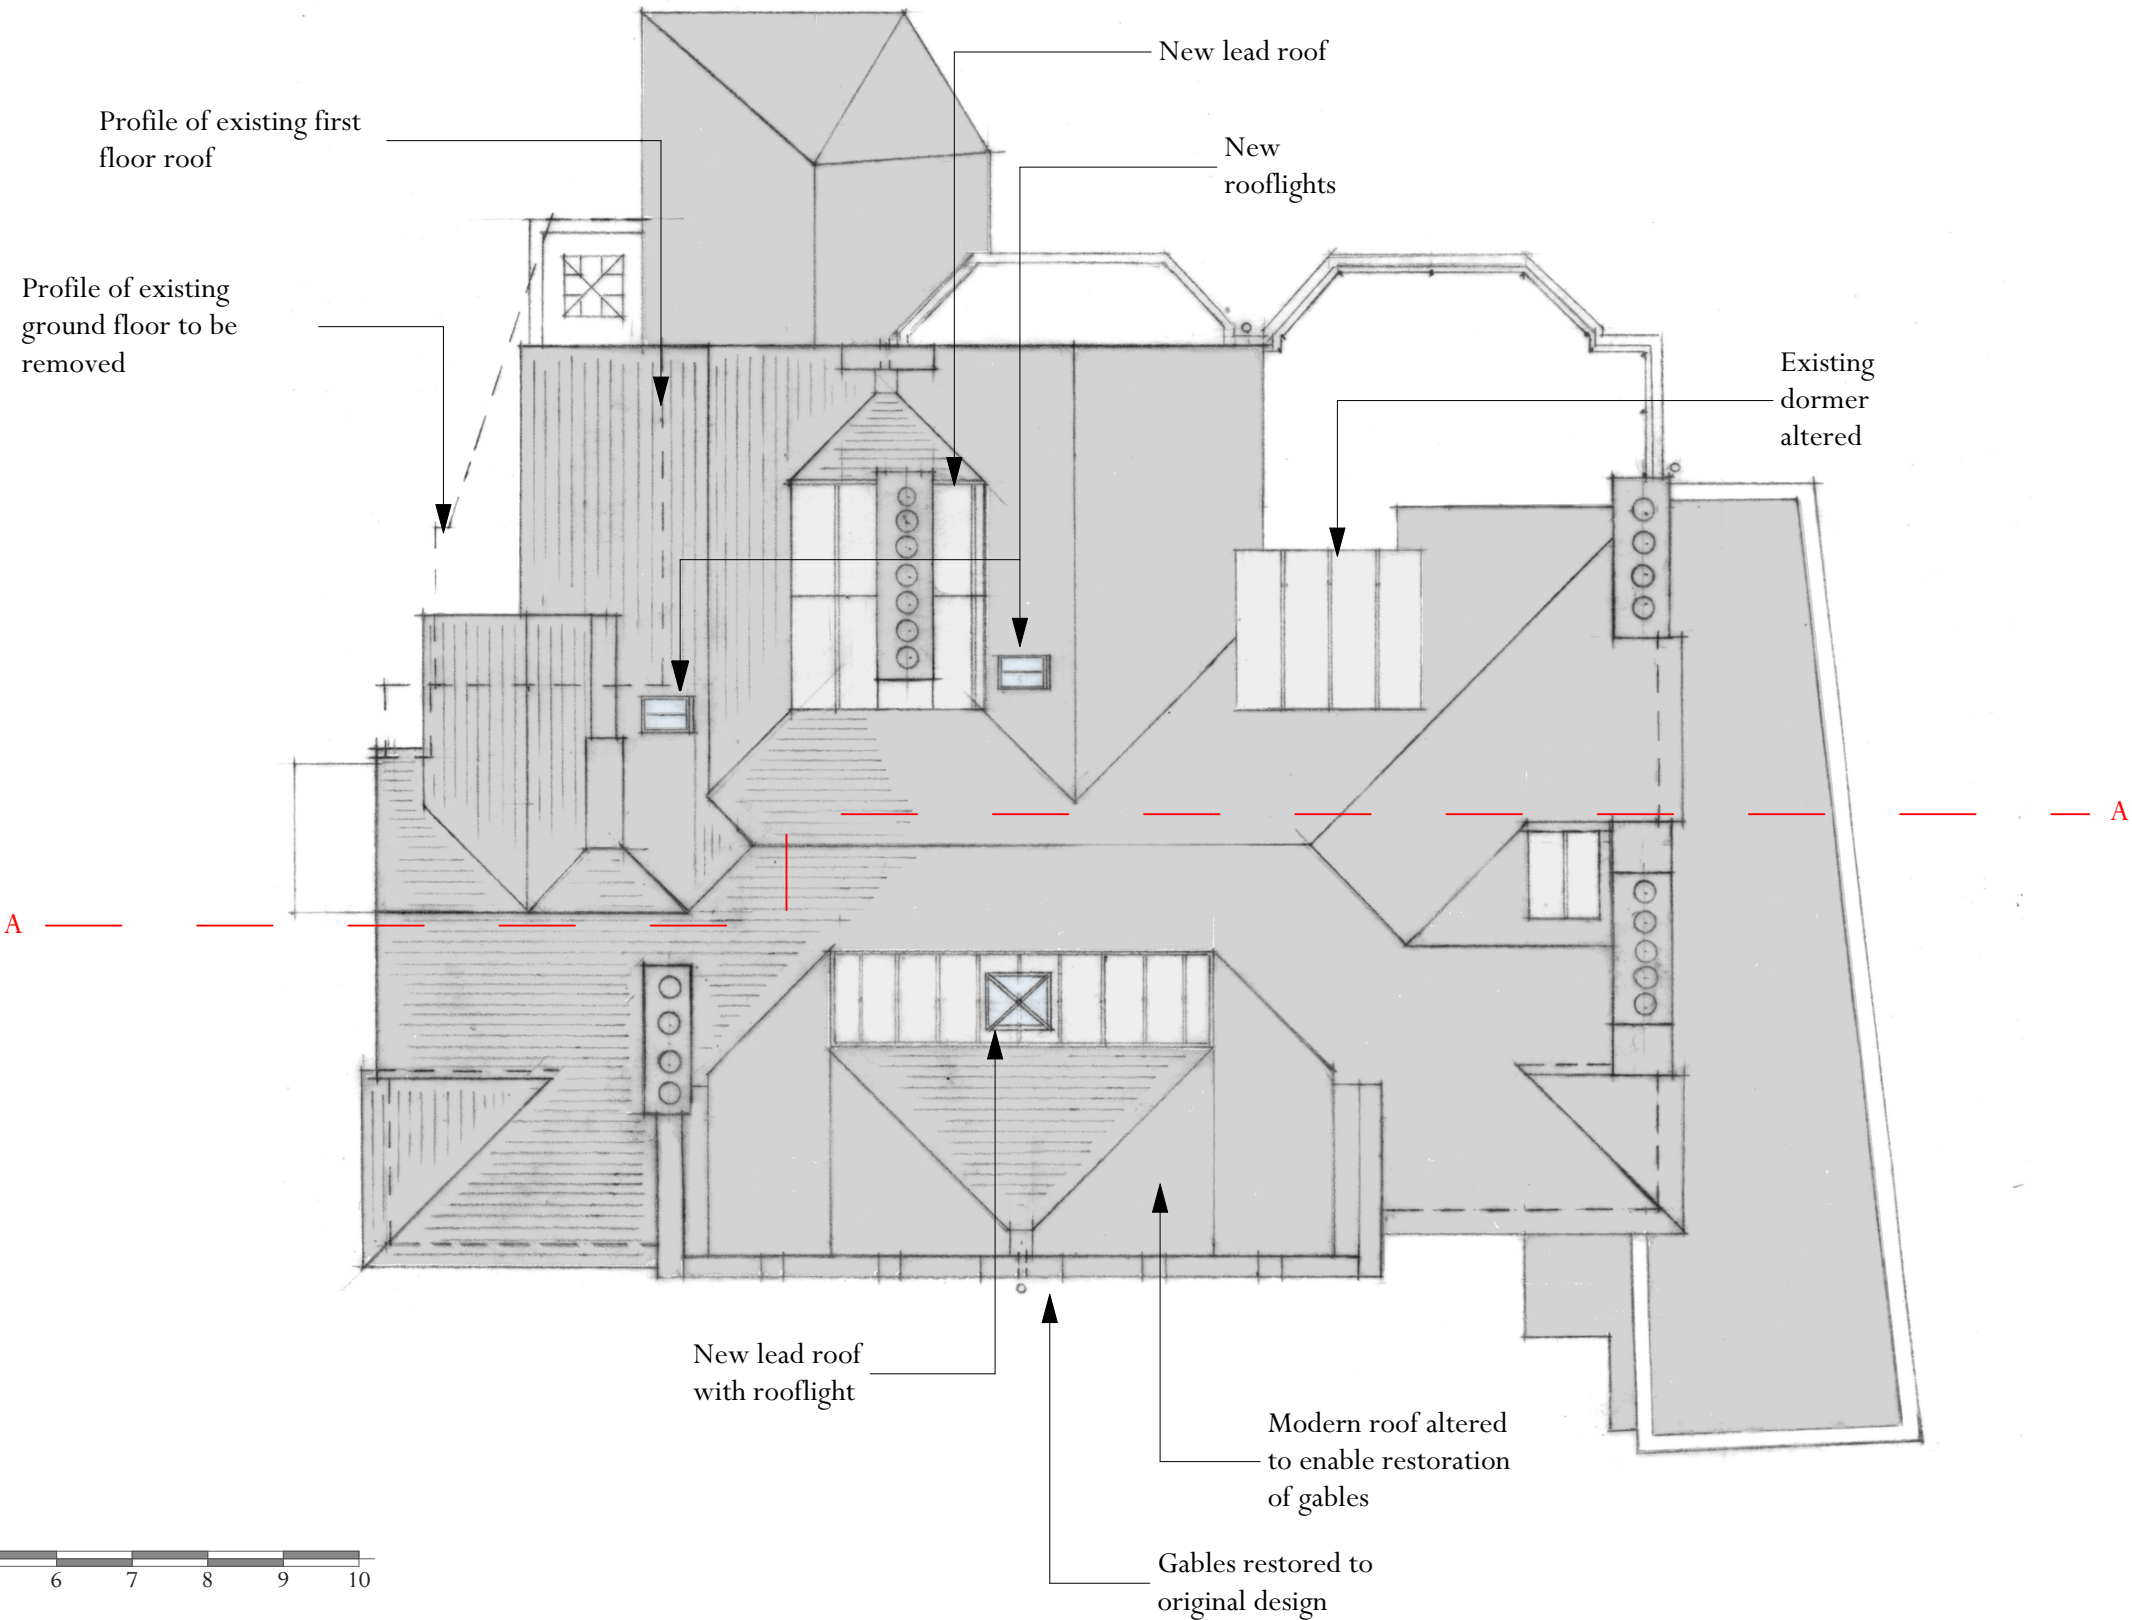 New lead roof
Profile of existing first
floor roof
New
rooflights
Profile of existing
ground floor to be
removed
Existing
dormer
altered
A
A
New lead roof
with rooflight
Modern roof altered
to enable restoration
of gables
Gables restored to
original design
6 7 8 9 10